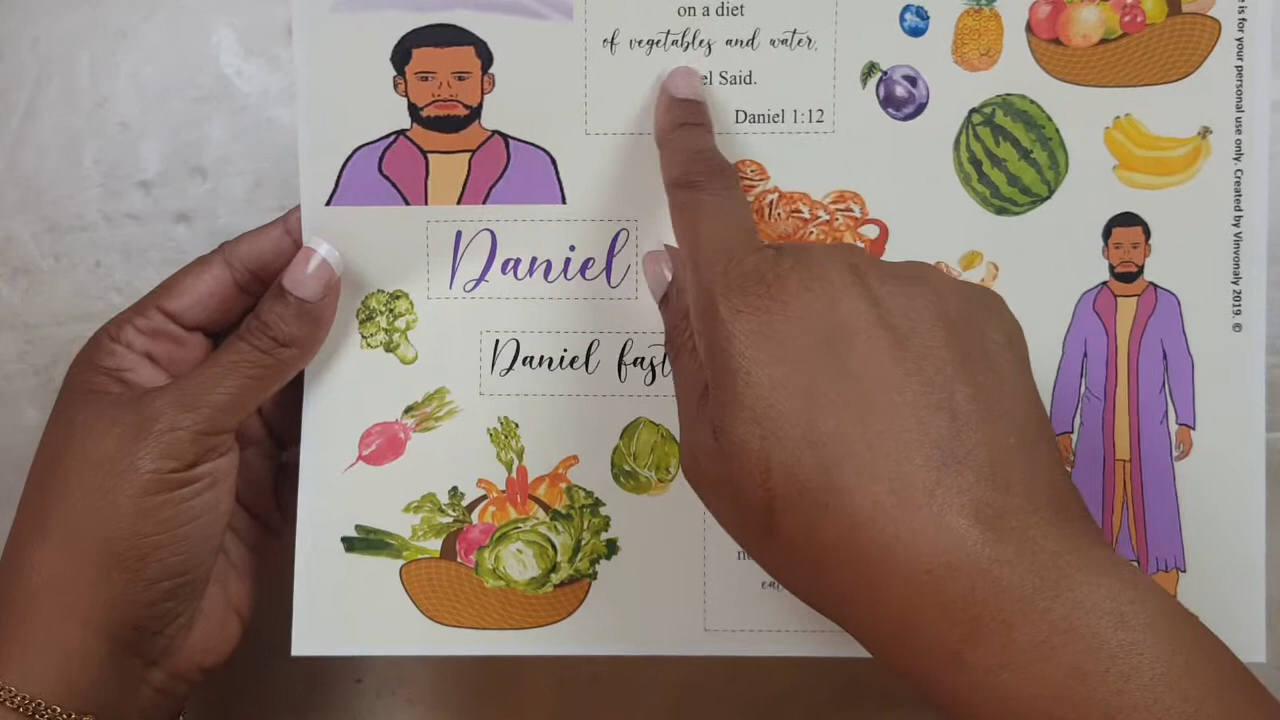 on a diet
of vegetables and water,
Said.
Daniel 1:12
Daniel
Daniel fast
is for your personal use only. Created by Vinvonaly 2019. ©